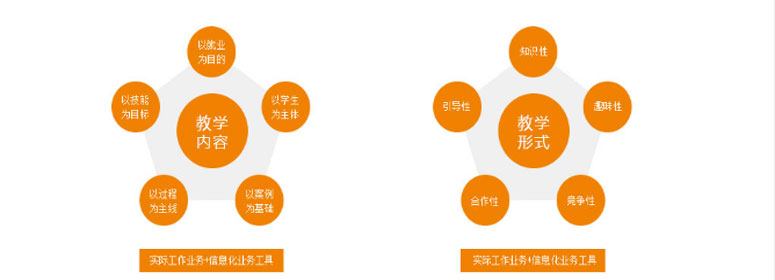 以就业
为目的
以技能
为目标
以学生
为主体
教学
内容
以过程
为主线
以案例
为基础
实际工作业务+信息化业务工具
知识性
引导性
趣味性
教学
形式
合作性
竞争性
实际工作业务+信息化业务工具